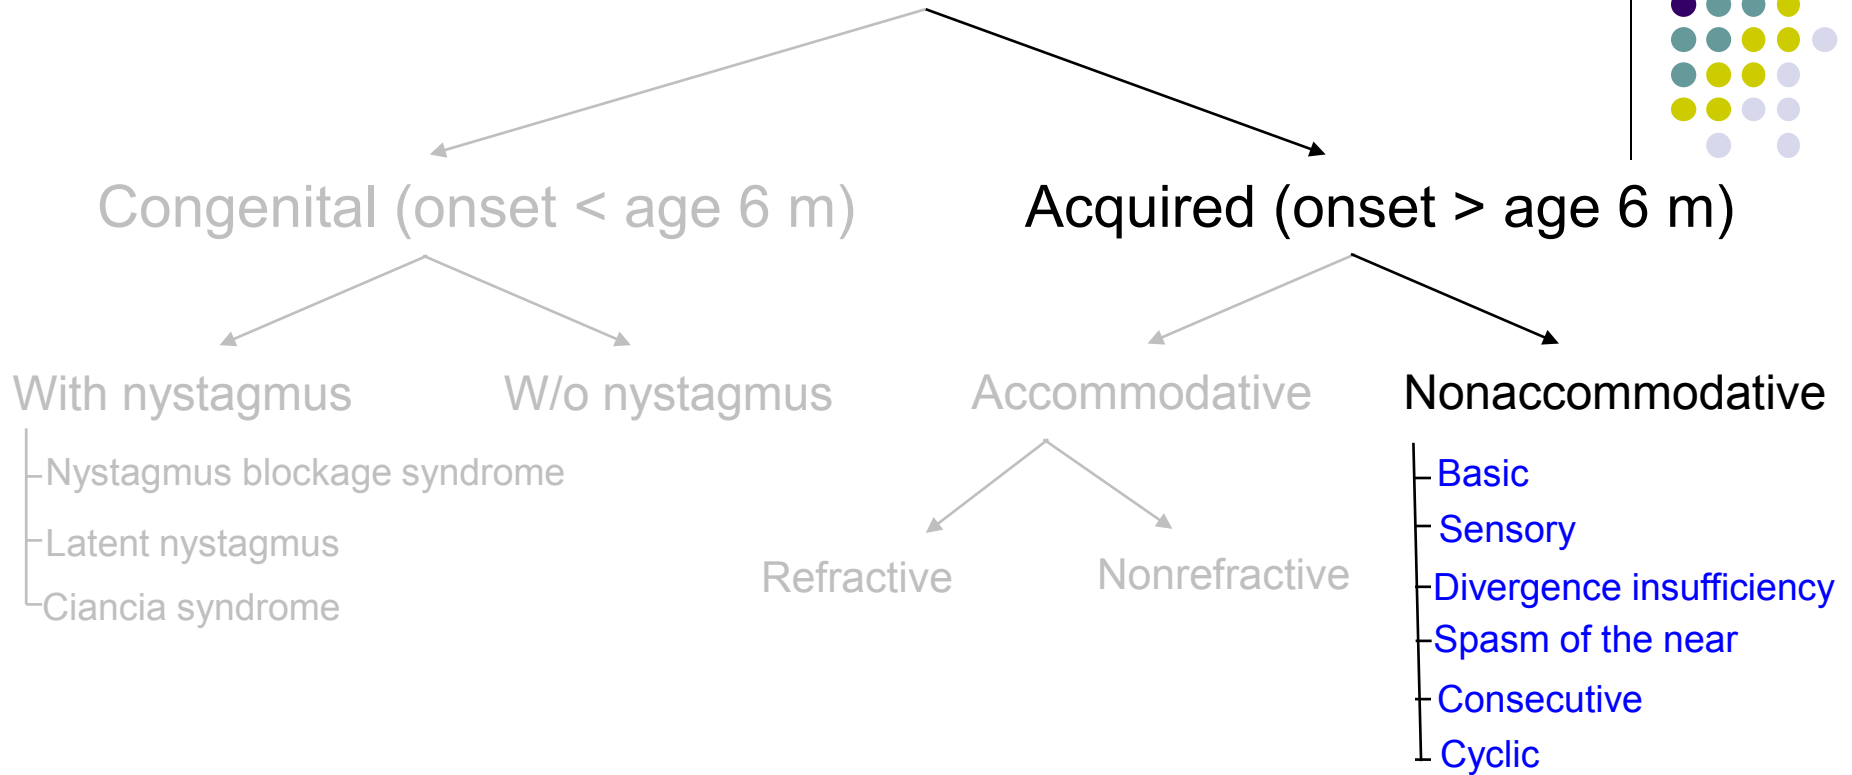 Congenital (onset < age 6 m)
Acquired (onset > age 6 m)
With nystagmus
W/o nystagmus
Accommodative
Nonaccommodative
Nystagmus blockage syndrome
Latent nystagmus
Ciancia syndrome
Refractive
Nonrefractive
Basic
Sensory
Divergence insufficiency
Spasm of the near
Consecutive
Cyclic